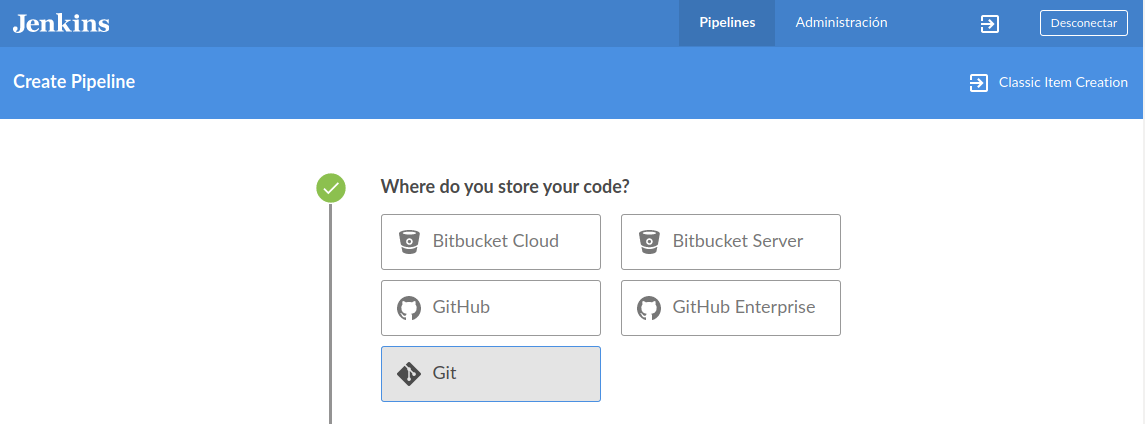 Jenkins
Pipelines
Administración
Desconectar
Create Pipeline
Classic Item Creation
Where do you store your code?
Bitbucket Cloud
Bitbucket Server
GitHub
GitHub Enterprise
Git